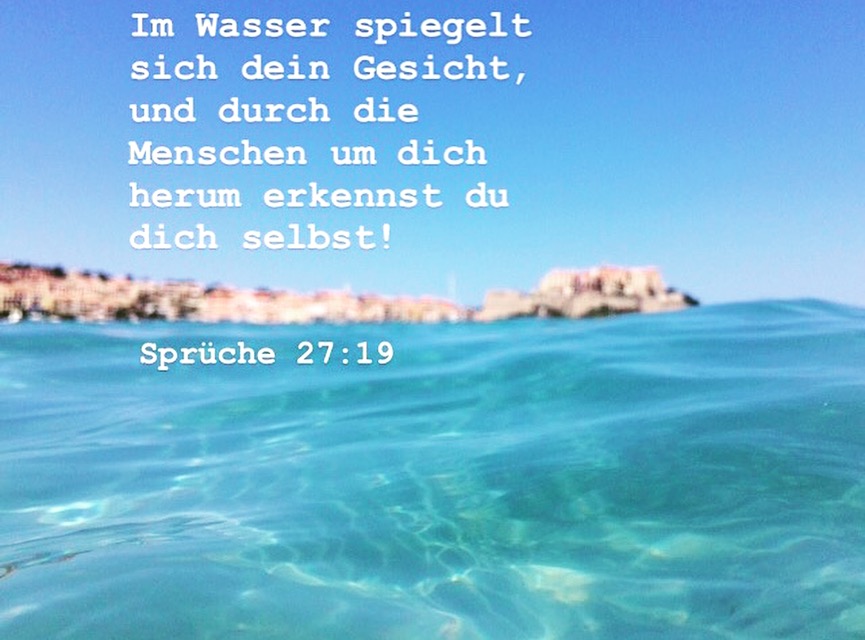 Im Wasser spiegelt
sich dein Gesicht,
und durch die
Menschen um dich
herum erkennst du
dich selbst!
Sprüche 27:19